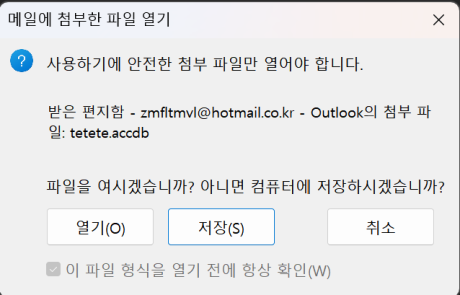 메일에 첨부한 파일 열기
사용하기에 안전한 첨부 파일만 열어야 합니다.
받은 편지함 - zmfltmvl@hotmail.co.kr - Outlook의 첨부 파
일: tetete.accdb
파일을 여시겠습니까? 아니면 컴퓨터에 저장하시겠습니까?
열기(O) 저장(S) 취소
이 파일 형식을 열기 전에 항상 확인(W)